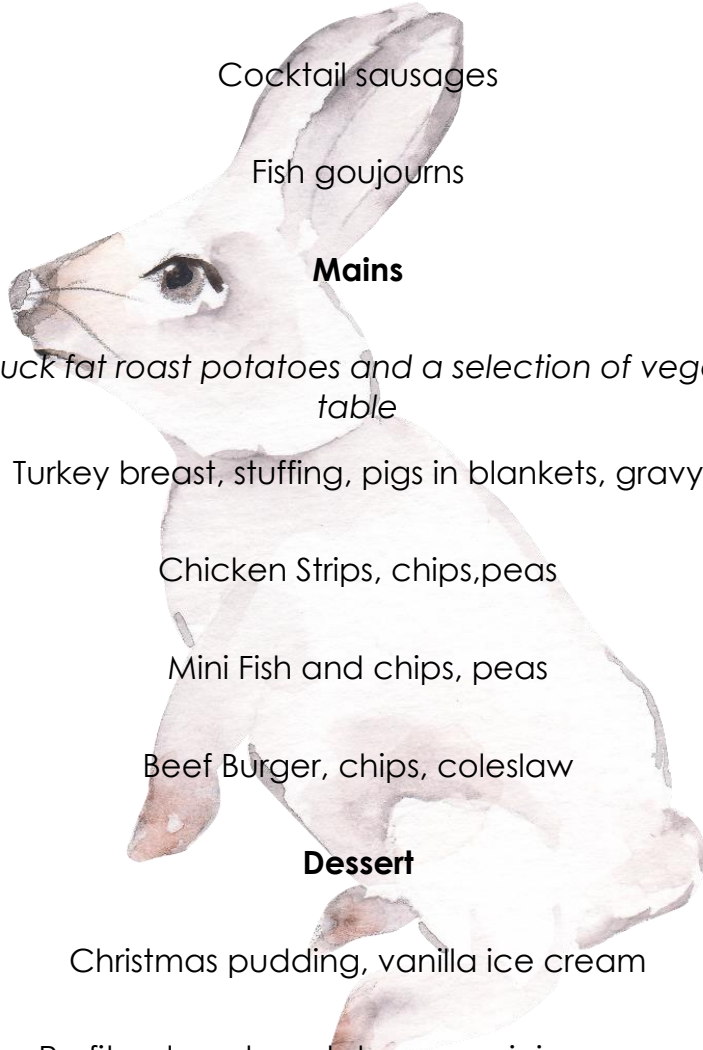 Cocktail sausages
Fish goujourns
Mains
uck fat roast potatoes and a selection of veg
table
Turkey breast, stuffing, pigs in blankets, gravy
Chicken Strips, chips,peas
Mini Fish and chips, peas
Beef Burger, chips, coleslaw
Dessert
Christmas pudding, vanilla ice cream